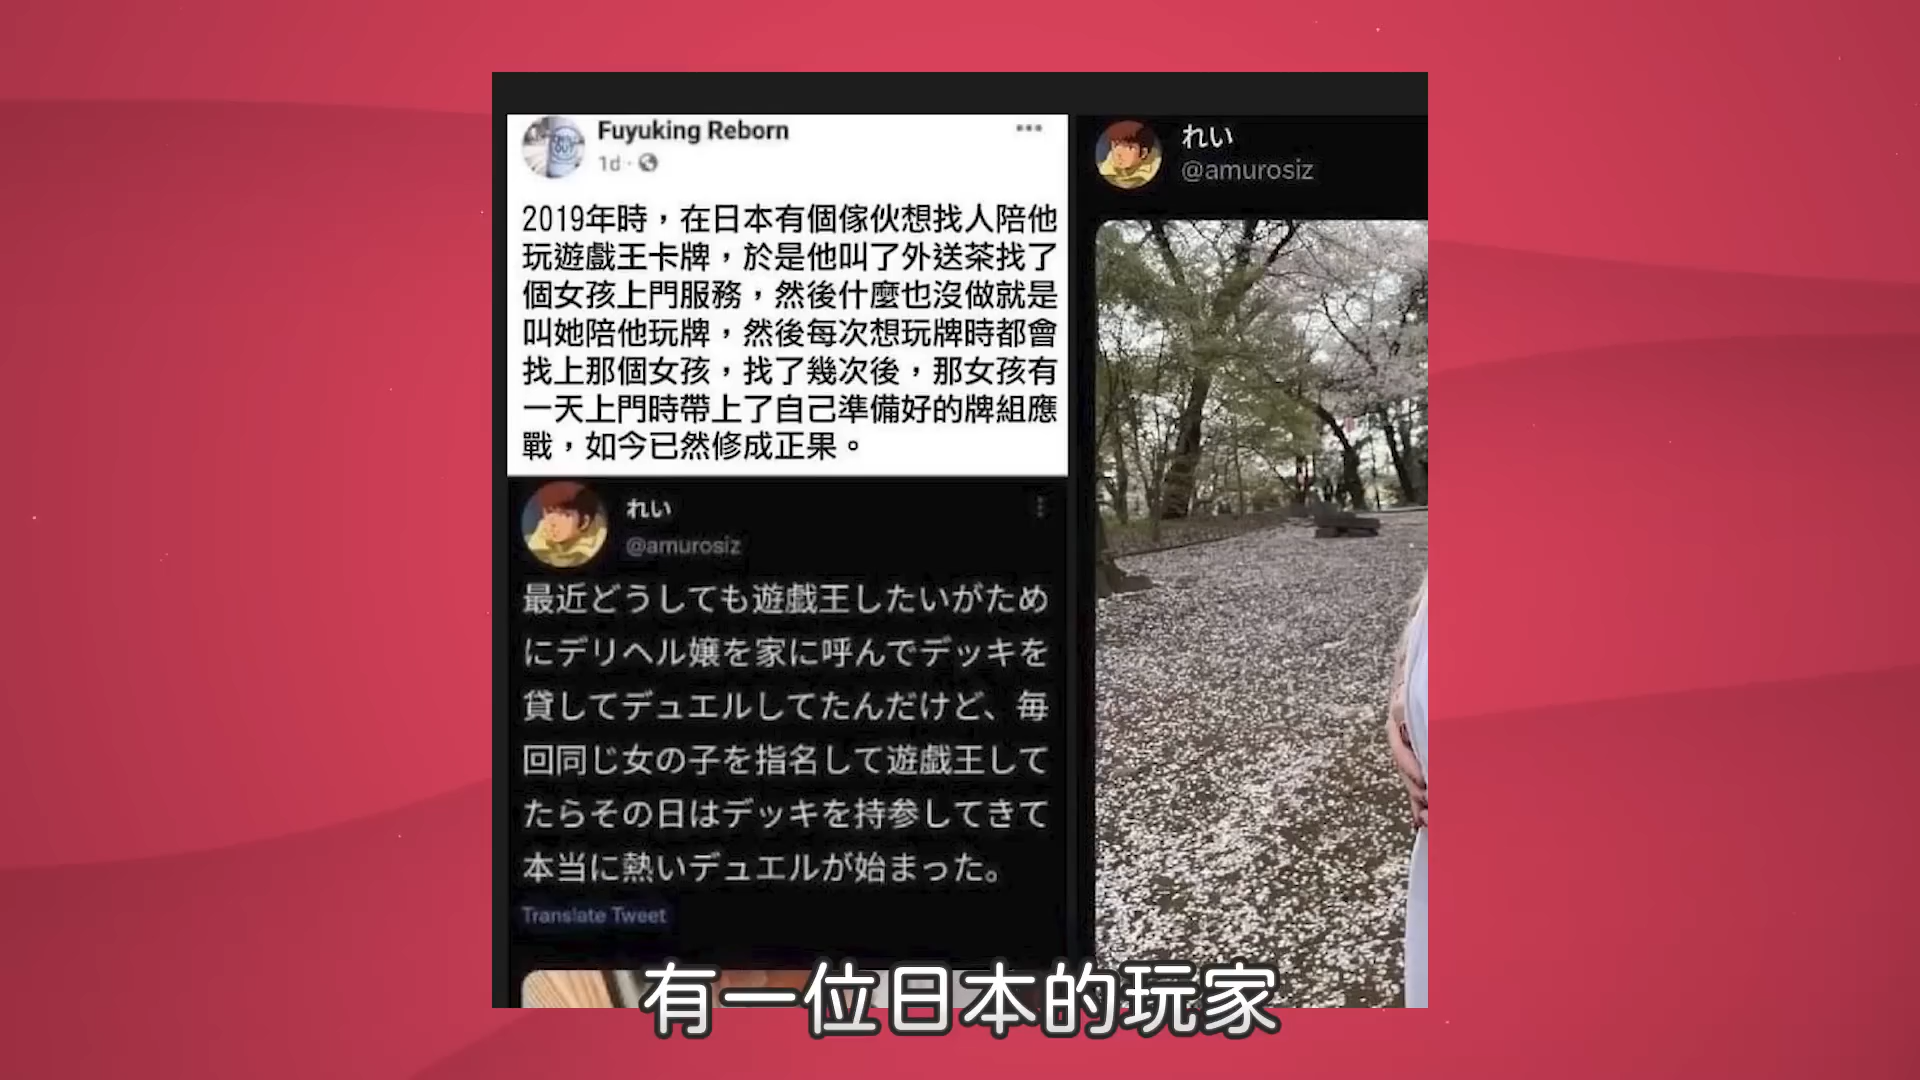 Fuyuking Reborn
1d
2019年時，在日本有個傢伙想找人陪他
玩遊戲王卡牌，於是他叫了外送茶找了
個女孩上門服務，然後什麼也沒做就是
叫她陪他玩牌，然後每次想玩牌時都會
找上那個女孩，找了幾次後，那女孩有
一天上門時帶上了自己準備好的牌組應
戰，如今已然修成正果。
れい
@amurosiz
最近どうしても遊戯王したいがため
にデリヘル嬢を家に呼んでデッキを
貸してデュエルしてたんだけど、毎
回同じ女の子を指名して遊戯王して
たらその日はデッキを持参してきて
本当に熱いデュエルが始まった。
Translate Tweet
れい
@amurosiz
有一位日本的玩家